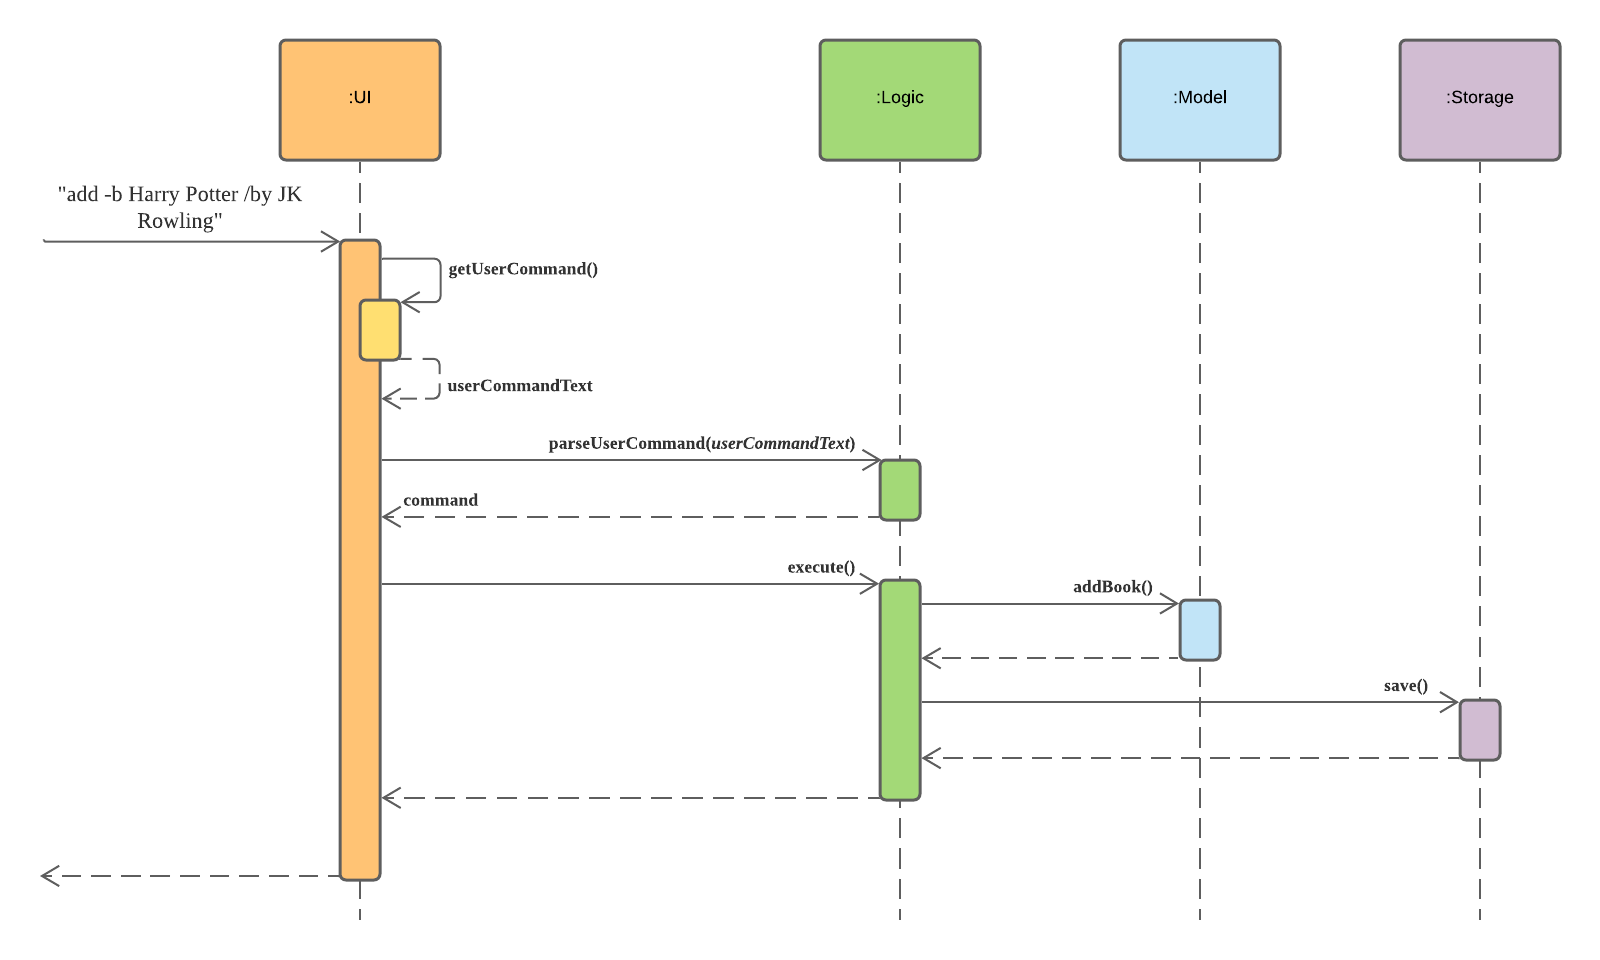 :UI
:Logic
:Model
:Storage
"add -b Harry Potter /by JK
Rowling"
getUserCommand()
userCommandText
parseUserCommand(userCommandText)
command
execute()
addBook()
save()